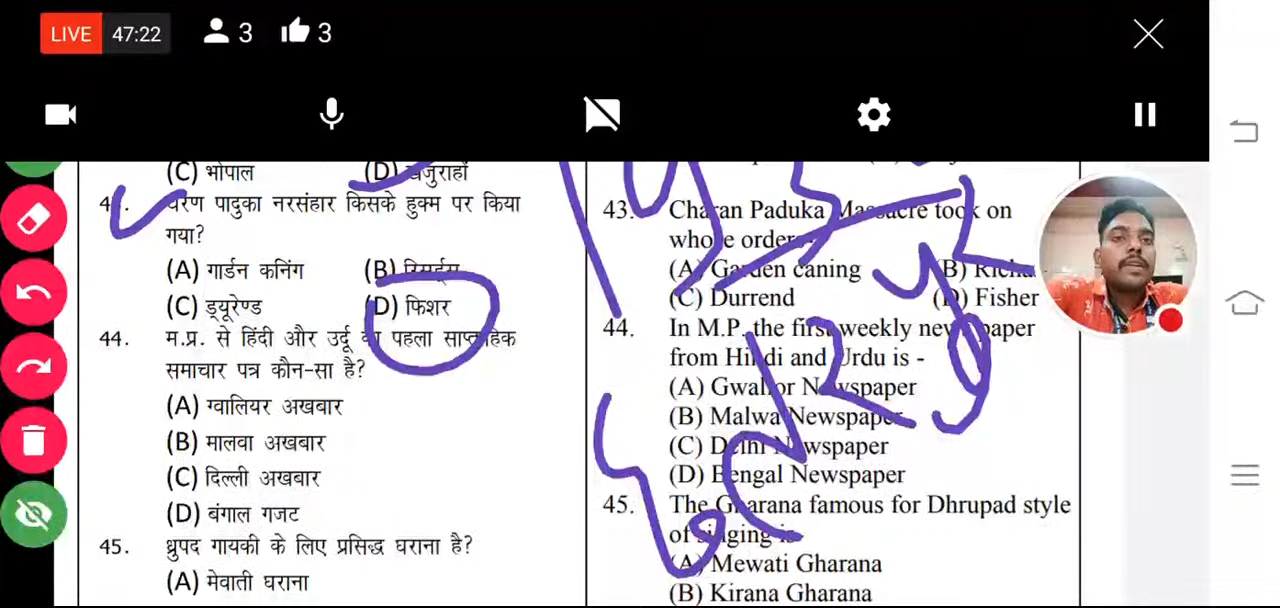 LIVE 47:22 3 3
(C) भोपाल (D) खजुराहो
चरण पादुका नरसंहार किसके हुक्म पर किया
गया?
(A) गार्डन कनिंग (B)
(C) ड्यूरेण्ड (D) फिशर
44. म.प्र. से हिंदी और उर्दू का पहला साप्ताहिक
समाचार पत्र कौन-सा है?
(A) ग्वालियर अखबार
(B) मालवा अखबार
(C) दिल्ली अखबार
(D) बंगाल गजट
45. ध्रुपद गायकी के लिए प्रसिद्ध घराना है?
(A) मेवाती घराना
43. Charan Paduka Massacre took on
whose orders
(A) Garden caning (B) Richa
(C) Durrend (D) Fisher
44. In M.P. the first weekly newspaper
from Hindi and Urdu is -
(A) Gwalior Newspaper
(B) Malwa Newspaper
(C) Delhi Newspaper
(D) Bengal Newspaper
45. The Gharana famous for Dhrupad style
of singing is
(A) Mewati Gharana
(B) Kirana Gharana